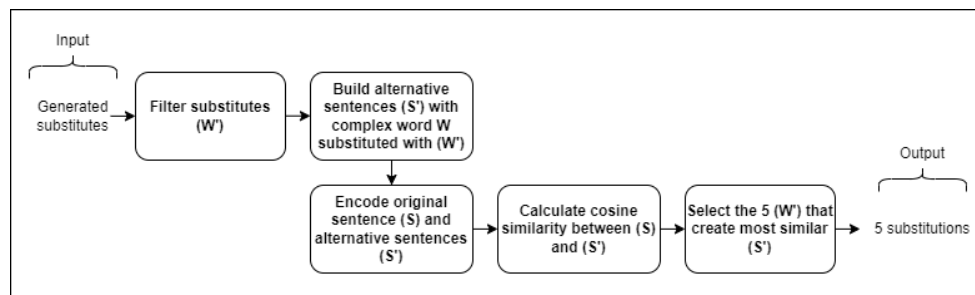 Input
Generated
substitutes
Filter substitutes
(W')
Build alternative
sentences (S') with
complex word W
substituted with (W')
Encode original
sentence (S) and
alternative sentences
(S')
Calculate cosine
similarity between (S)
and (S')
Select the 5 (W') that
create most similar
(S')
Output
5 substitutions